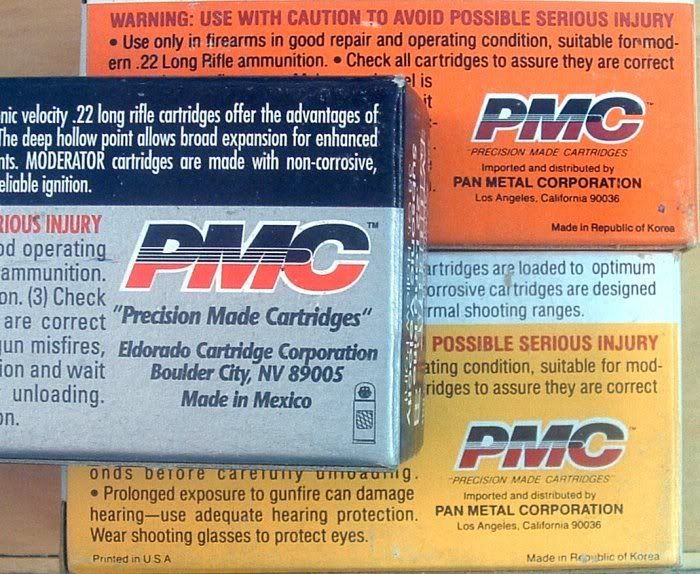 WARNING: USE WITH CAUTION TO AVOID POSSIBLE SERIOUS INJURY
• Use only in firearms in good repair and operating condition, suitable for mod-
ern .22 Long Rifle ammunition. • Check all cartridges to assure they are correct
el is
it
PMC
"PRECISION MADE CARTRIDGES"
Imported and distributed by
PAN METAL CORPORATION
Los Angeles, California 90036
Made in Republic of Korea
nic velocity .22 long rifle cartridges offer the advantages of
The deep hollow point allows broad expansion for enhanced
nts. MODERATOR cartridges are made with non-corrosive,
eliable ignition.
RIOUS INJURY
od operating
ammunition.
on. (3) Check
are correct
gun misfires,
ion and wait
unloading.
on.
PMC™
"Precision Made Cartridges"
Eldorado Cartridge Corporation
Boulder City, NV 89005
Made in Mexico
artridges are loaded to optimum
orrosive cartridges are designed
rmal shooting ranges.
POSSIBLE SERIOUS INJURY
ating condition, suitable for mod-
ridges to assure they are correct
PMC
"PRECISION MADE CARTRIDGES"
Imported and distributed by
PAN METAL CORPORATION
Los Angeles, California 90036
Made in Republic of Korea
onds before carefully unloading.
• Prolonged exposure to gunfire can damage
hearing—use adequate hearing protection.
Wear shooting glasses to protect eyes.
Printed in U S A